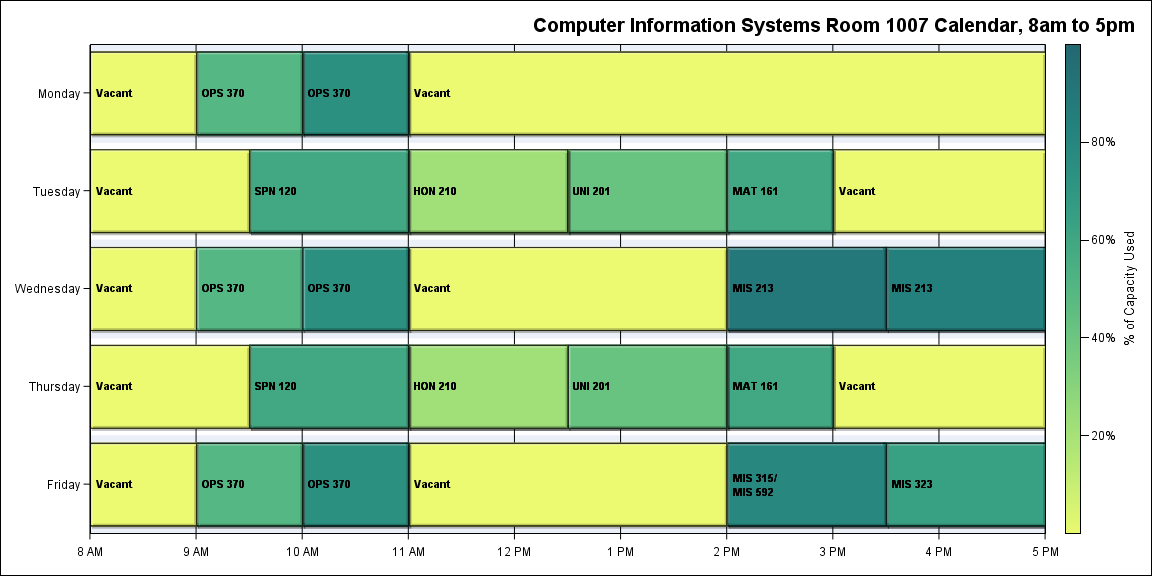 Computer Information Systems Room 1007 Calendar, 8am to 5pm
Monday
Vacant
OPS 370
OPS 370
Vacant
Tuesday
Vacant
SPN 120
HON 210
UNI 201
MAT 161
Vacant
Wednesday
Vacant
OPS 370
OPS 370
Vacant
MIS 213
MIS 213
Thursday
Vacant
SPN 120
HON 210
UNI 201
MAT 161
Vacant
Friday
Vacant
OPS 370
OPS 370
Vacant
MIS 315/
MIS 592
MIS 323
8 AM
9 AM
10 AM
11 AM
12 PM
1 PM
2 PM
3 PM
4 PM
5 PM
80%
60%
40%
20%
% of Capacity Used